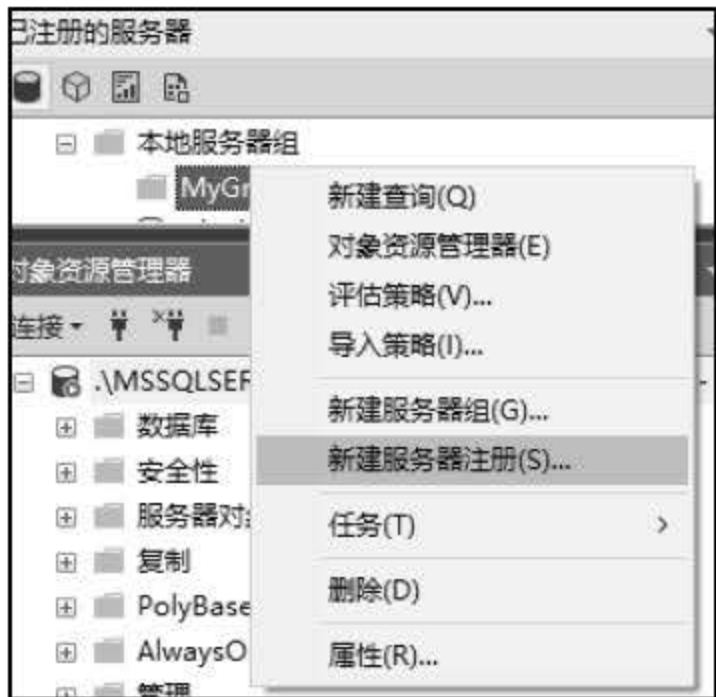 已注册的服务器
本地服务器组
MyGr
新建查询(Q)
对象资源管理器(E)
评估策略(V)...
导入策略(I)...
新建服务器组(G)...
新建服务器注册(S)...
任务(T)
删除(D)
属性(R)...
对象资源管理器
连接
.\MSSQLSER
数据库
安全性
服务器对
复制
PolyBase
AlwaysO
管理